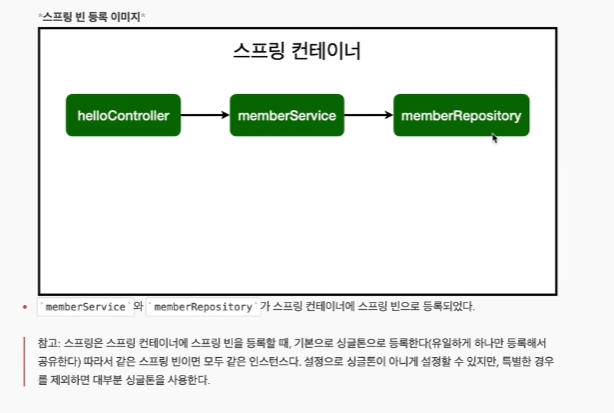 *스프링 빈 등록 이미지*
스프링 컨테이너
helloController memberService memberRepository
• `memberService`와 `memberRepository`가 스프링 컨테이너에 스프링 빈으로 등록되었다.
참고: 스프링은 스프링 컨테이너에 스프링 빈을 등록할 때, 기본으로 싱글톤으로 등록한다(유일하게 하나만 등록해서
공유한다) 따라서 같은 스프링 빈이면 모두 같은 인스턴스다. 설정으로 싱글톤이 아니게 설정할 수 있지만, 특별한 경우
를 제외하면 대부분 싱글톤을 사용한다.